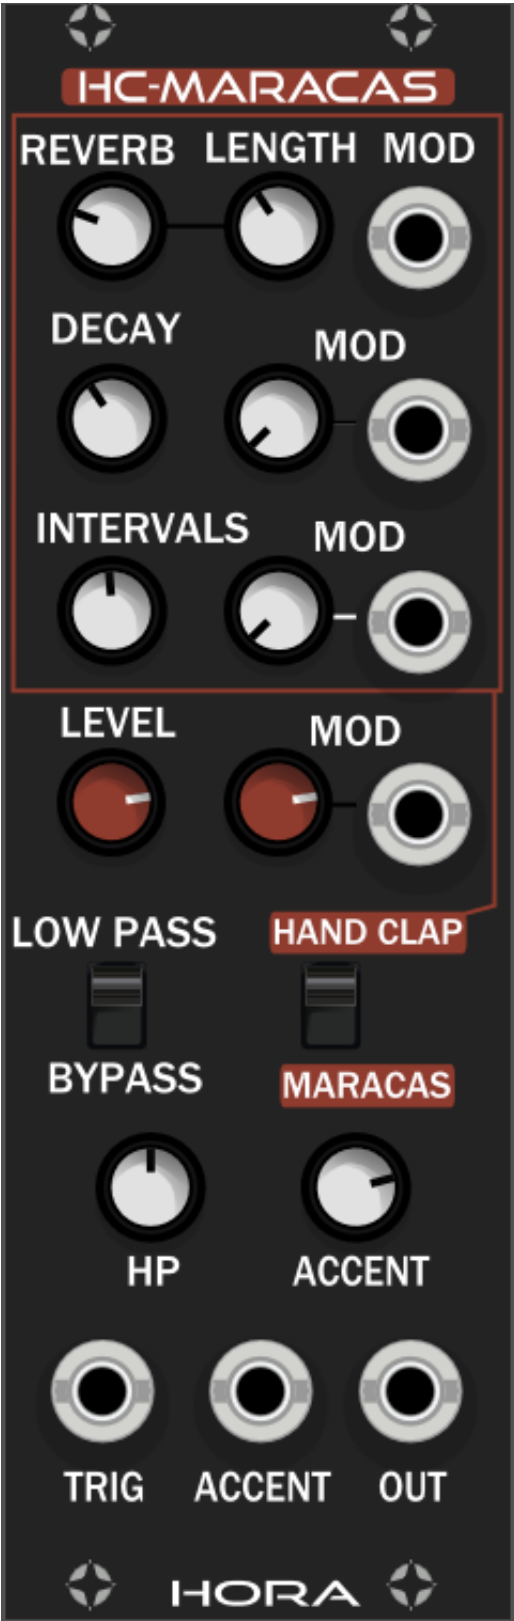 HC-MARACAS
REVERB LENGTH MOD
DECAY MOD
INTERVALS MOD
LEVEL MOD
LOW PASS HAND CLAP
BYPASS MARACAS
HP ACCENT
TRIG ACCENT OUT
HORA